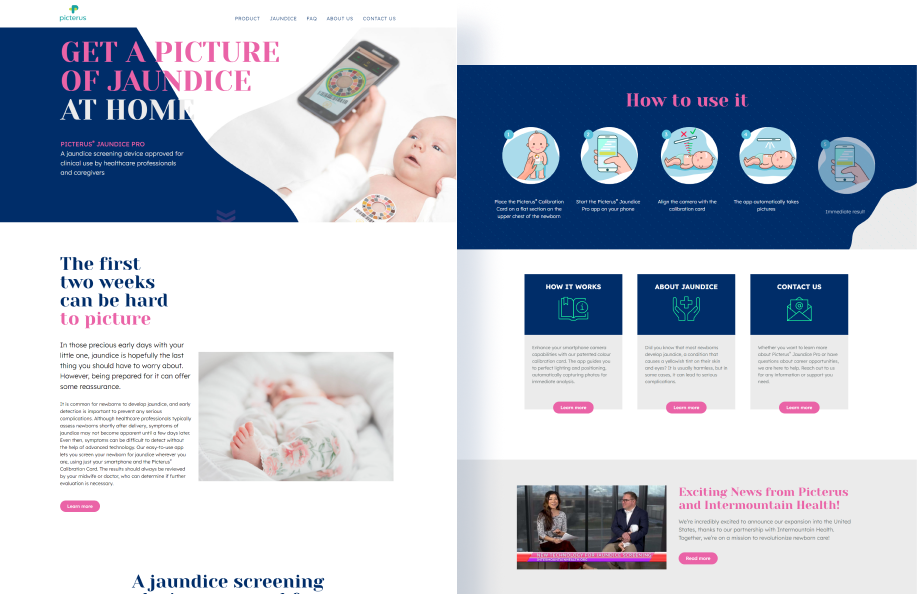 picterus
PRODUCT JAUNDICE FAQ ABOUT US CONTACT US
GET A PICTURE
OF JAUNDICE
AT HOME
PICTERUS® JAUNDICE PRO
A jaundice screening device approved for
clinical use by healthcare professionals
and caregivers
The first
two weeks
can be hard
to picture
In those precious early days with your
little one, jaundice is hopefully the last
thing you should have to worry about.
However, being prepared for it can offer
some reassurance.
It is common for newborns to develop jaundice, and early
detection is important to prevent any serious
complications. Although healthcare professionals typically
assess newborns shortly after delivery, symptoms of
jaundice may not become apparent until a few days later.
Even then, symptoms can be difficult to detect without
the help of advanced technology. Our easy-to-use app
lets you screen your newborn for jaundice wherever you
are, using just your smartphone and the Picterus®
Calibration Card. The results should always be reviewed
by your midwife or doctor, who can determine if further
evaluation is necessary.
Learn more
A jaundice screening
How to use it
1
2
3
4
5
Place the Picterus® Calibration
Card on a flat section on the
upper chest of the newborn
Start the Picterus® Jaundice
Pro app on your phone
Align the camera with the
calibration card
The app automatically takes
pictures
Immediate result
HOW IT WORKS
Enhance your smartphone camera
capabilities with our patented colour
calibration card. The app guides you
to perfect lighting and positioning,
automatically capturing photos for
immediate analysis.
Learn more
ABOUT JAUNDICE
Did you know that most newborns
develop jaundice, a condition that
causes a yellowish tint on their skin
and eyes? It is usually harmless, but in
some cases, it can lead to serious
complications.
Learn more
CONTACT US
Whether you want to learn more
about Picterus® Jaundice Pro or have
questions about career opportunities,
we are here to help. Reach out to us
for any information or support you
need.
Learn more
NEW TECHNOLOGY FOR JAUNDICE SCREENING
Exciting News from Picterus
and Intermountain Health!
We're incredibly excited to announce our expansion into the United
States, thanks to our partnership with Intermountain Health.
Together, we're on a mission to revolutionize newborn care!
Read more